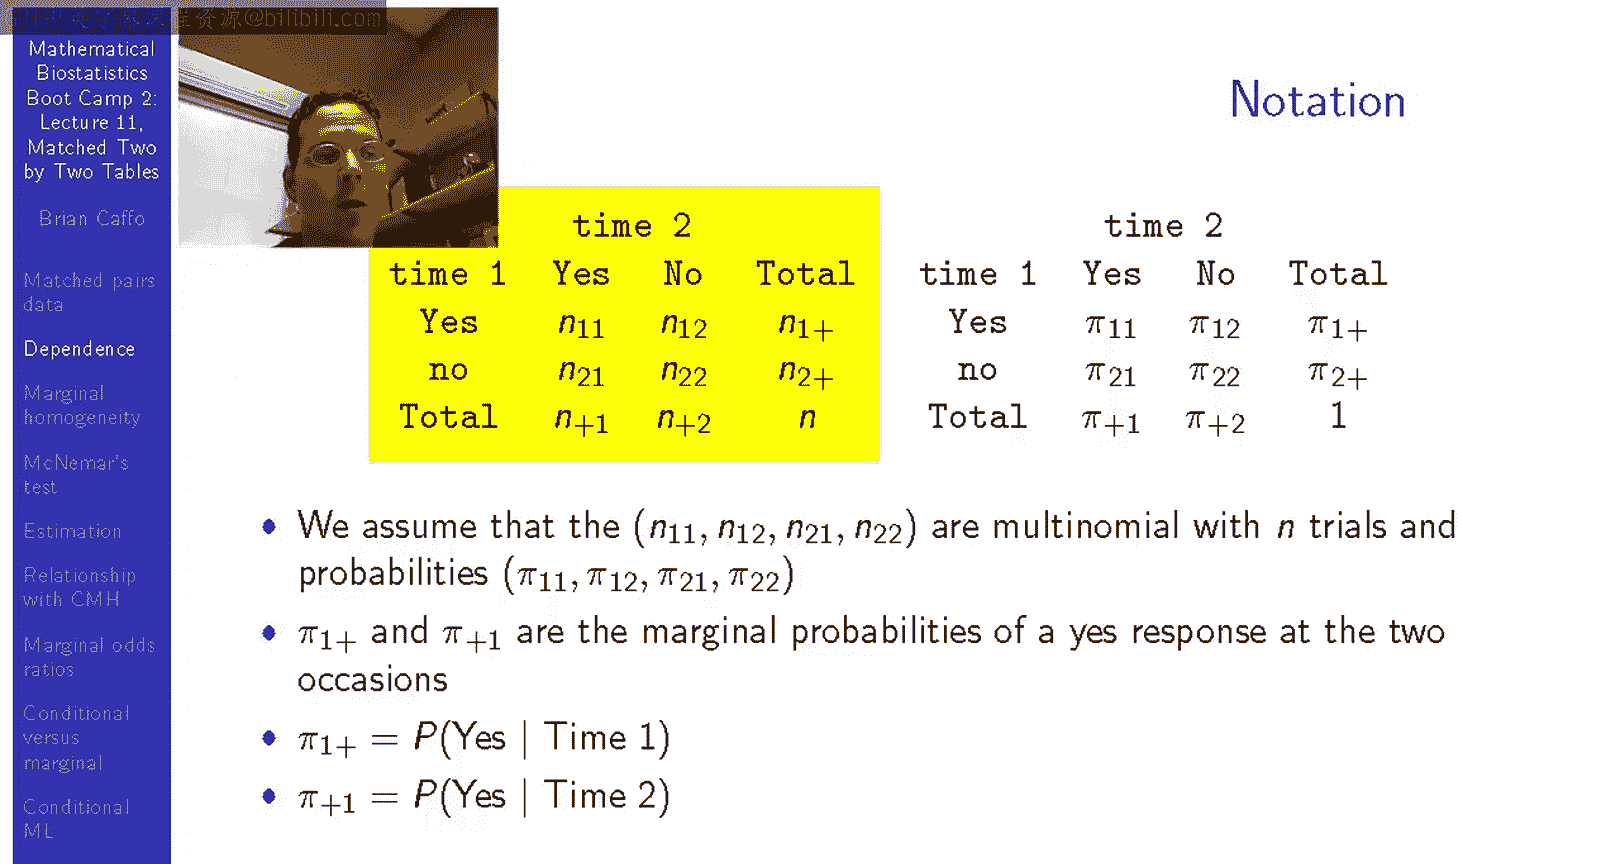 资源@bilibili.com
Mathematical
Biostatistics
Boot Camp 2:
Lecture 11,
Matched Two
by Two Tables
Brian Caffo
Matched pairs
data
Dependence
Marginal
homogeneity
McNemar's
test
Estimation
Relationship
with CMH
Marginal odds
ratios
Conditional
versus
marginal
Conditional
ML
Notation
time 2
time 1 Yes No Total
Yes n11 n12 n1+
no n21 n22 n2+
Total n+1 n+2 n
time 2
time 1 Yes No Total
Yes π11 π12 π1+
no π21 π22 π2+
Total π+1 π+2 1
• We assume that the (n11, n12, n21, n22) are multinomial with n trials and
probabilities (π11, π12, π21, π22)
• π1+ and π+1 are the marginal probabilities of a yes response at the two
occasions
• π1+ = P(Yes | Time 1)
• π+1 = P(Yes | Time 2)